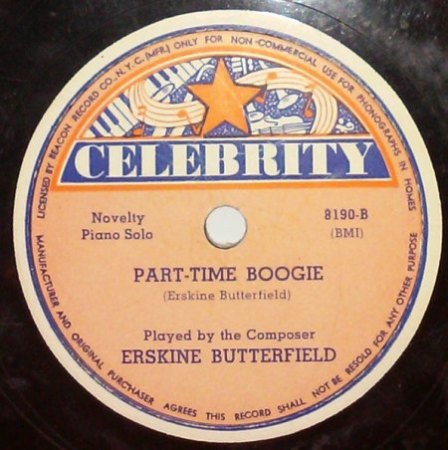 LICENSED BY BEACON RECORD CO., N.Y.C. (MFR.) ONLY FOR NON-COMMERCIAL USE FOR PHONOGRAPHS IN HOMES
CELEBRITY
Novelty
Piano Solo
8190-B
(BMI)
PART-TIME BOOGIE
(Erskine Butterfield)
Played by the Composer
ERSKINE BUTTERFIELD
MANUFACTURER AND ORIGINAL PURCHASER AGREES THIS RECORD SHALL NOT BE RESOLD FOR ANY OTHER PURPOSE